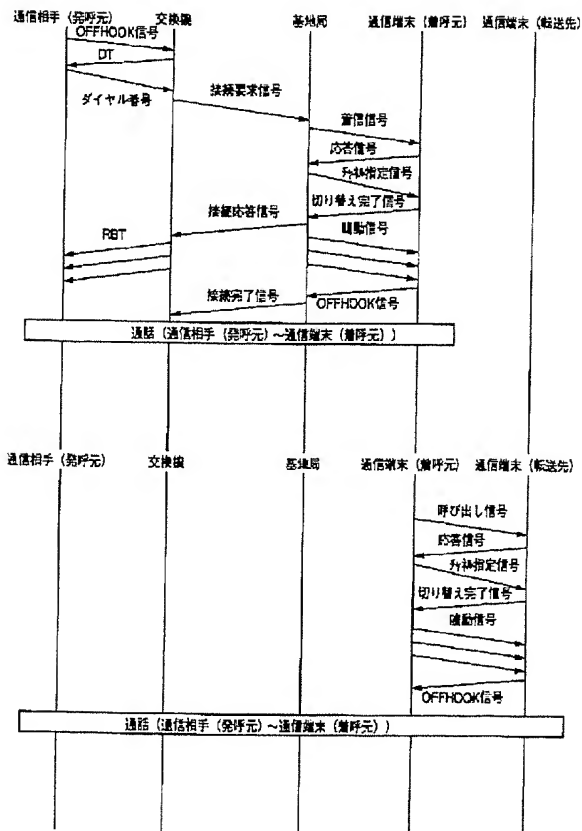 通信相手（発呼元）
交換機
基地局
通信端末（着呼元）
通信端末（転送先）
OFFHOOK信号
DT
ダイヤル番号
接続要求信号
着信信号
応答信号
ﾁｬﾈﾙ指定信号
切り替え完了信号
接続応答信号
鳴動信号
RBT
接続完了信号
OFFHOOK信号
通話（通信相手（発呼元）～通信端末（着呼元））
通信相手（発呼元）
交換機
基地局
通信端末（着呼元）
通信端末（転送先）
呼び出し信号
応答信号
ﾁｬﾈﾙ指定信号
切り替え完了信号
鳴動信号
OFFHOOK信号
通話（通信相手（発呼元）～通信端末（着呼元））